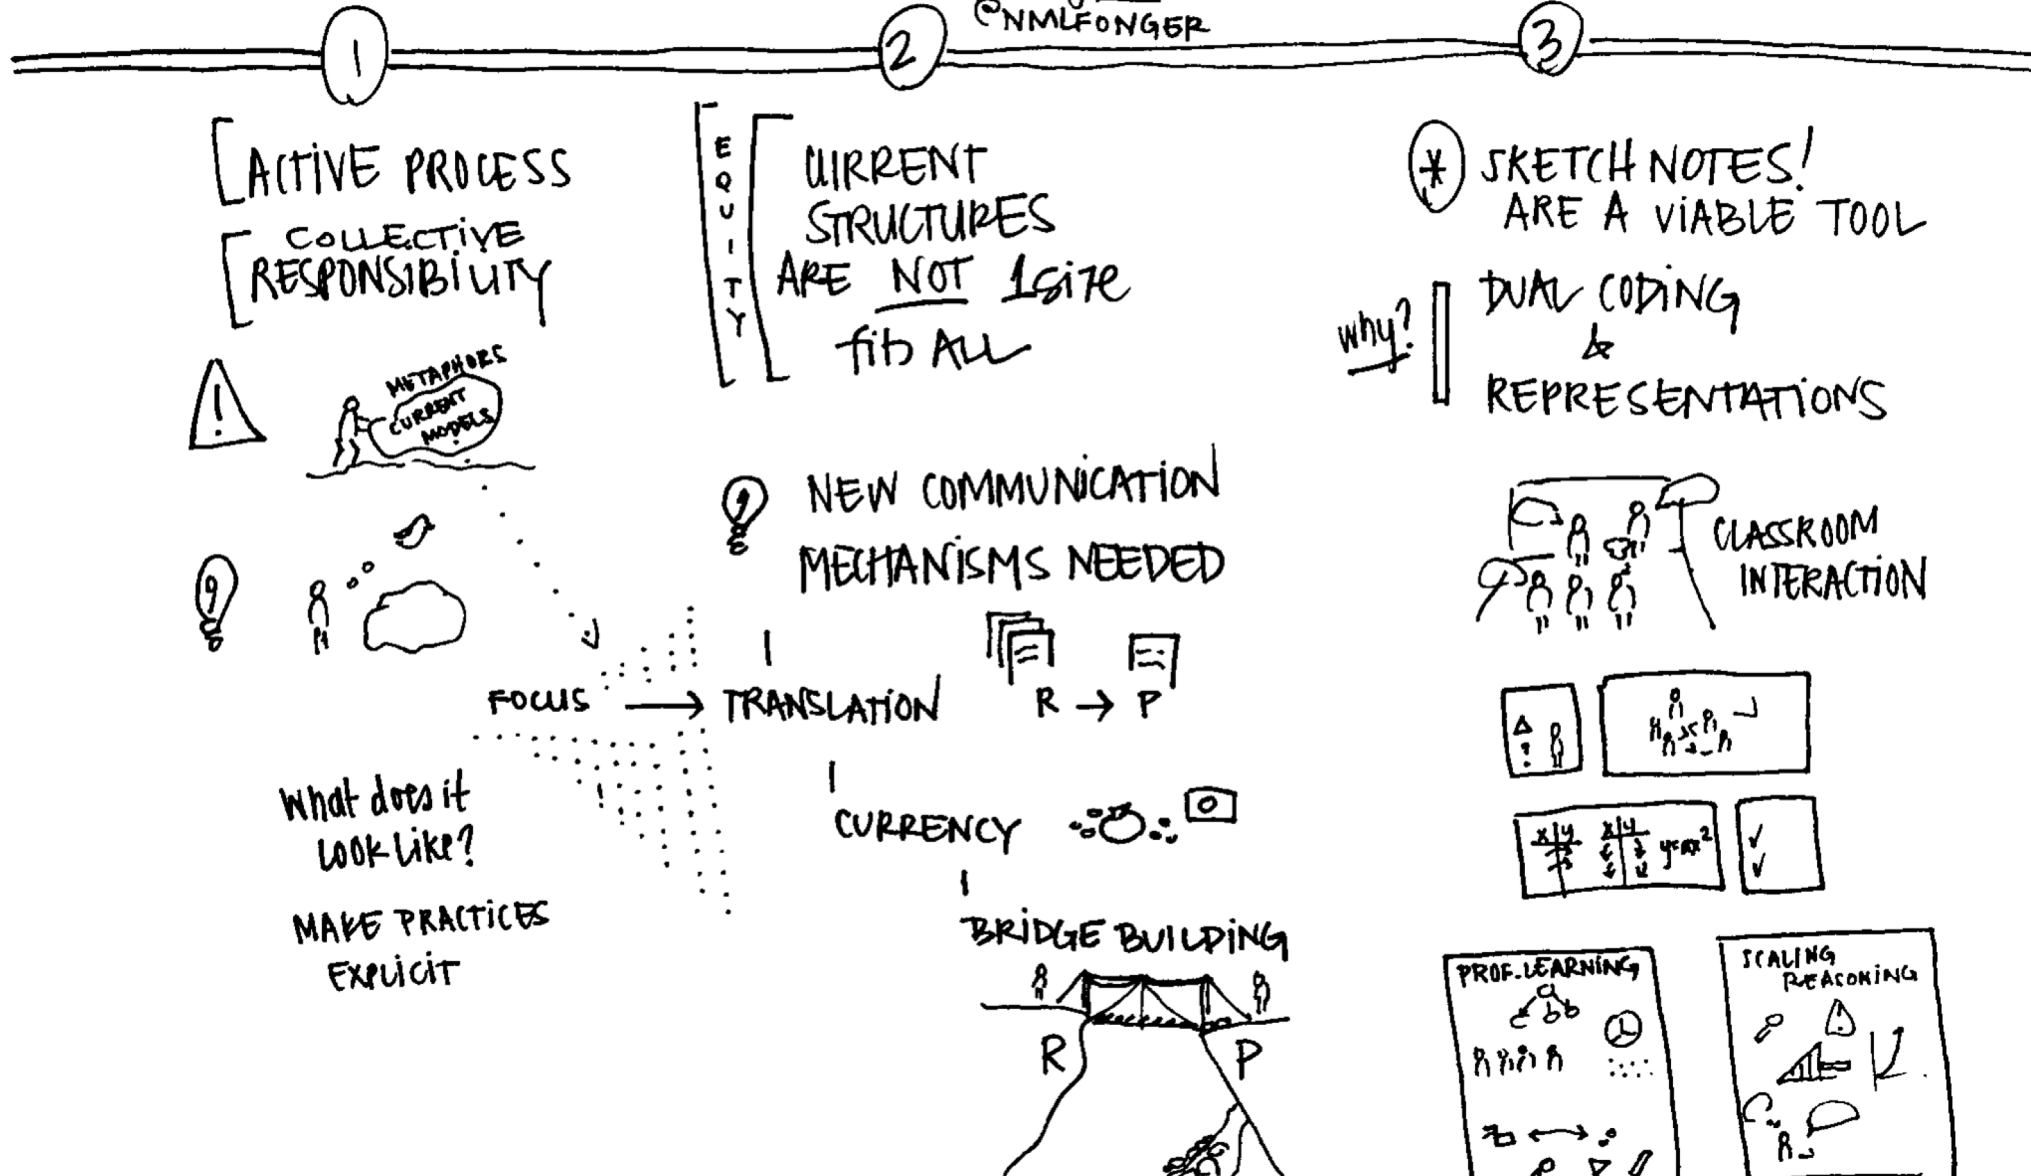 @NMLFONGER
1
2
3
ACTIVE PROCESS
COLLECTIVE
RESPONSIBILITY
!
METAPHORS
CURRENT
MODELS
FOCUS →
What does it
LOOK LIKE?
MAKE PRACTICES
EXPLICIT
EQUITY
CURRENT
STRUCTURES
ARE NOT 1 size
fits ALL
NEW COMMUNICATION
MECHANISMS NEEDED
TRANSLATION
R → P
CURRENCY
BRIDGE BUILDING
R P
* SKETCH NOTES!
ARE A VIABLE TOOL
why?
DUAL CODING
&
REPRESENTATIONS
CLASSROOM
INTERACTION
x y x y
PROF. LEARNING
SCALING
REASONING
!